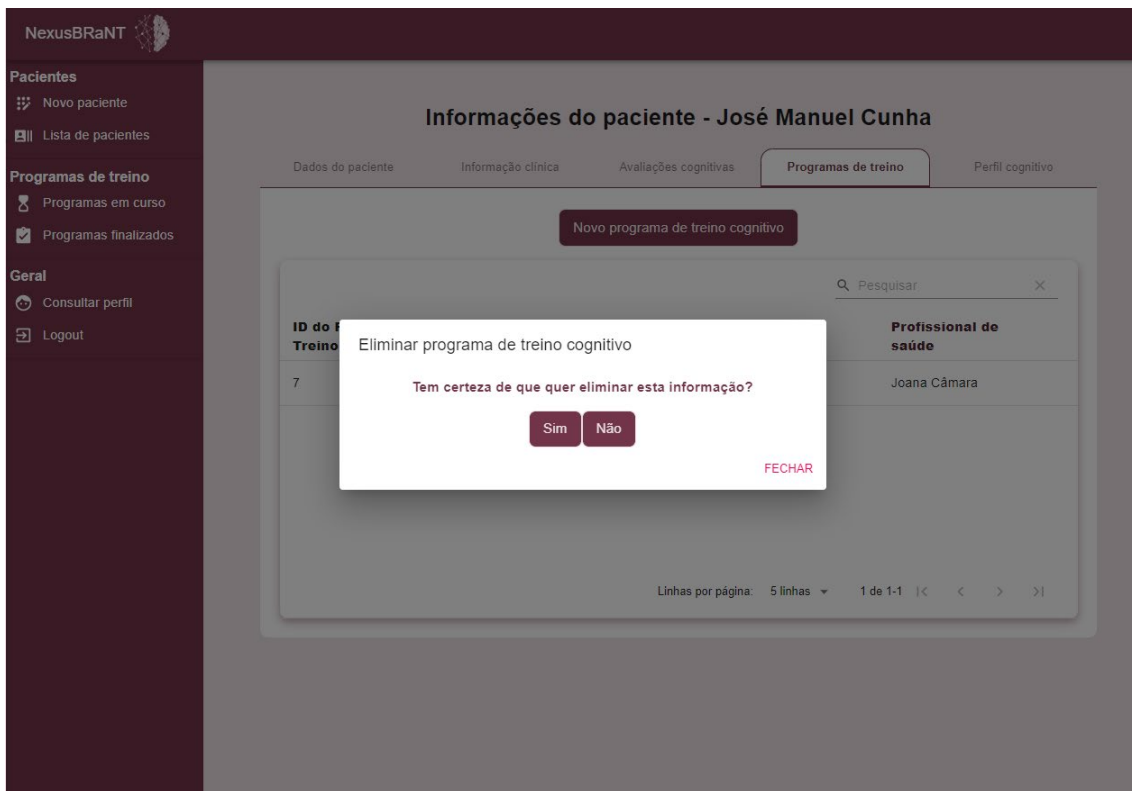 NexusBRaNT
Pacientes
Novo paciente
Lista de pacientes
Programas de treino
Programas em curso
Programas finalizados
Geral
Consultar perfil
Logout
Informações do paciente - José Manuel Cunha
Dados do paciente Informação clínica Avaliações cognitivas Programas de treino Perfil cognitivo
Novo programa de treino cognitivo
Pesquisar
ID do
Treino
Profissional de
saúde
7 Joana Câmara
Eliminar programa de treino cognitivo
Tem certeza de que quer eliminar esta informação?
Sim Não
FECHAR
Linhas por página: 5 linhas 1 de 1-1